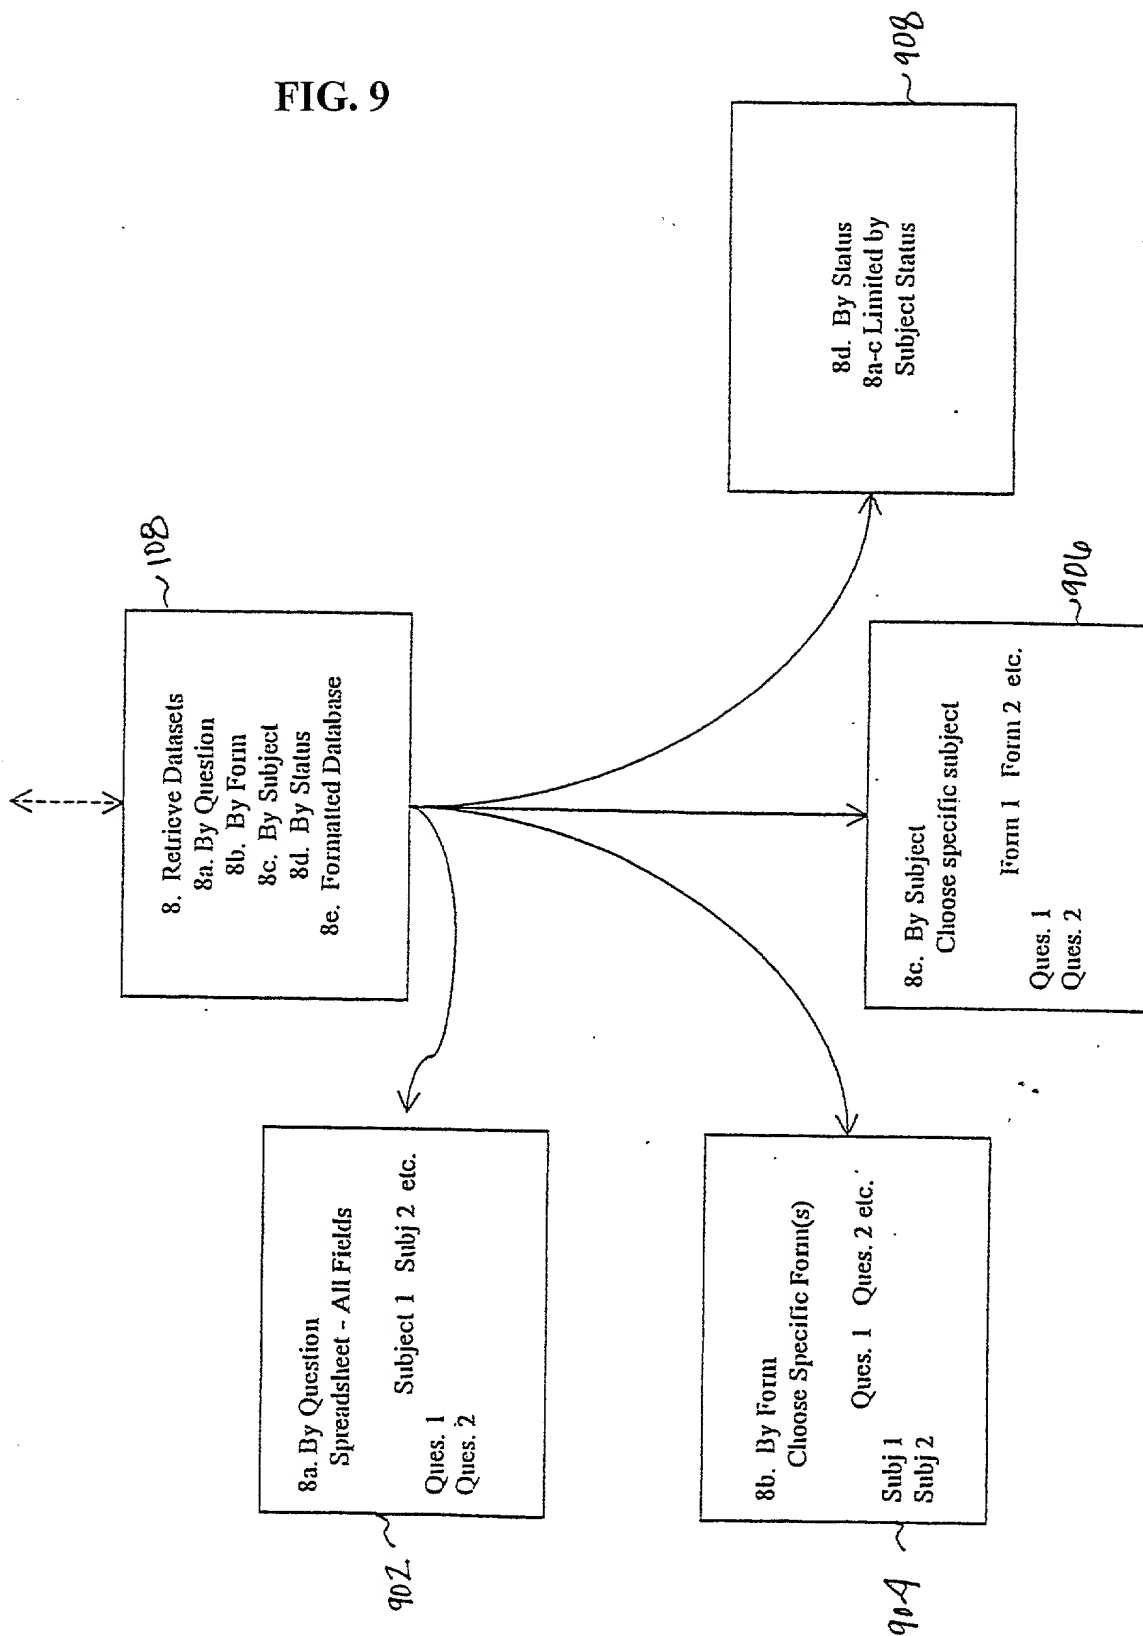 FIG. 9
108
8. Retrieve Datasets
8a. By Question
8b. By Form
8c. By Subject
8d. By Status
8e. Formatted Database
902
8a. By Question
Spreadsheet - All Fields
Subject 1 Subj 2 etc.
Ques. 1
Ques. 2
904
8b. By Form
Choose Specific Form(s)
Ques. 1 Ques. 2 etc.
Subj 1
Subj 2
906
8c. By Subject
Choose specific subject
Form 1 Form 2 etc.
Ques. 1
Ques. 2
908
8d. By Status
8a-c Limited by
Subject Status